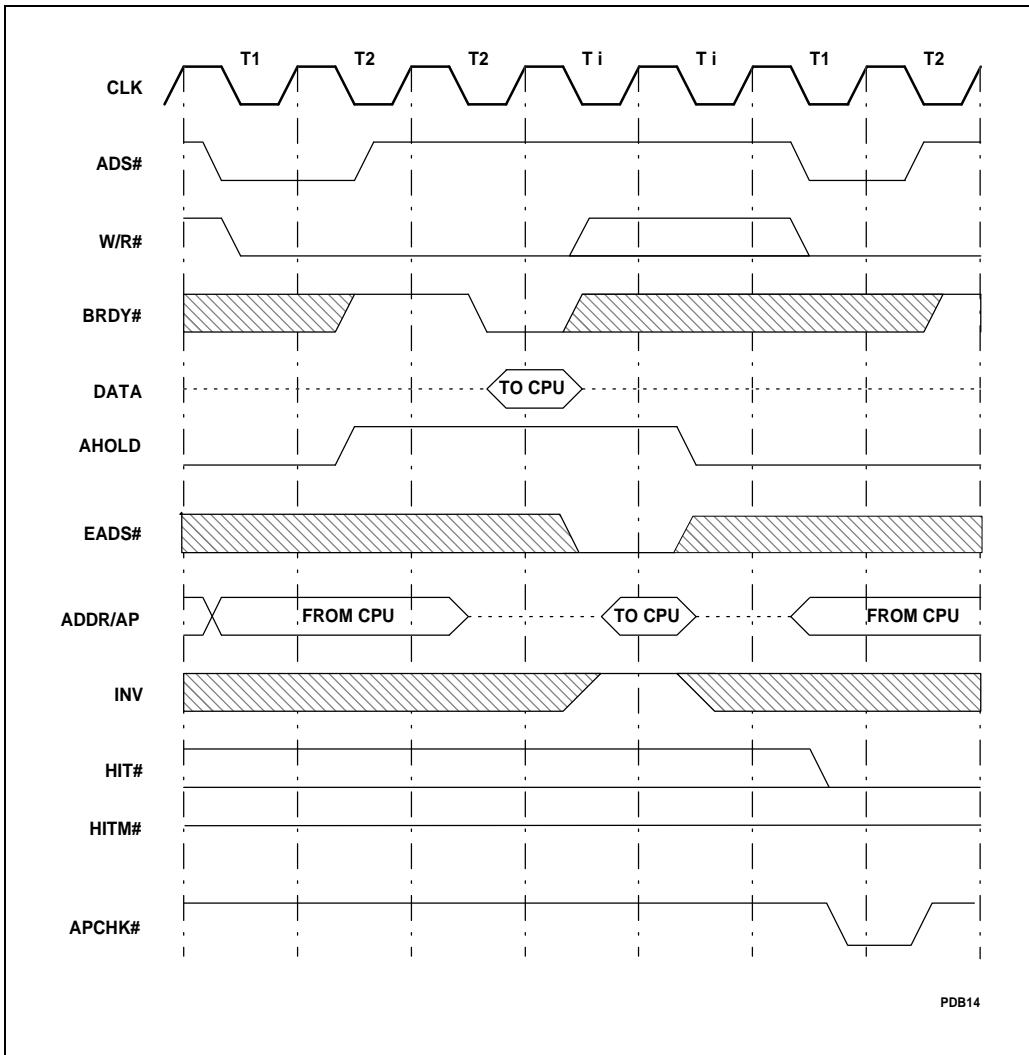 T1 T2 T2 T i T i T1 T2
CLK
ADS#
W/R#
BRDY#
DATA TO CPU
AHOLD
EADS#
ADDR/AP FROM CPU TO CPU FROM CPU
INV
HIT#
HITM#
APCHK#
PDB14